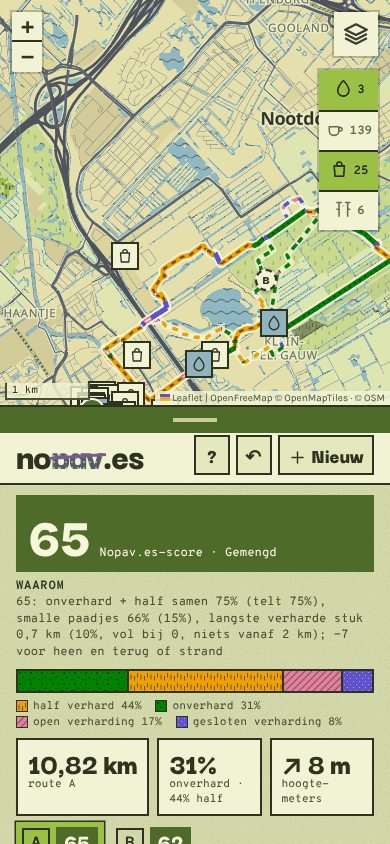 +
−
GOOLAND
3
139
25
6
B
HAANTJE
1 km
Leaflet | OpenFreeMap © OpenMapTiles · © OSM
nopav.es
?
↶
+ Nieuw
65 Nopav.es-score · Gemengd
WAAROM
65: onverhard + half samen 75% (telt 75%),
smalle paadjes 66% (15%), langste verharde stuk
0,7 km (10%, vol bij 0, niets vanaf 2 km); −7
voor heen en terug of strand
half verhard 44% onverhard 31%
open verharding 17% gesloten verharding 8%
10,82 km
route A
31%
onverhard ·
44% half
↗ 8 m
hoogte-
meters
A 65 B 62